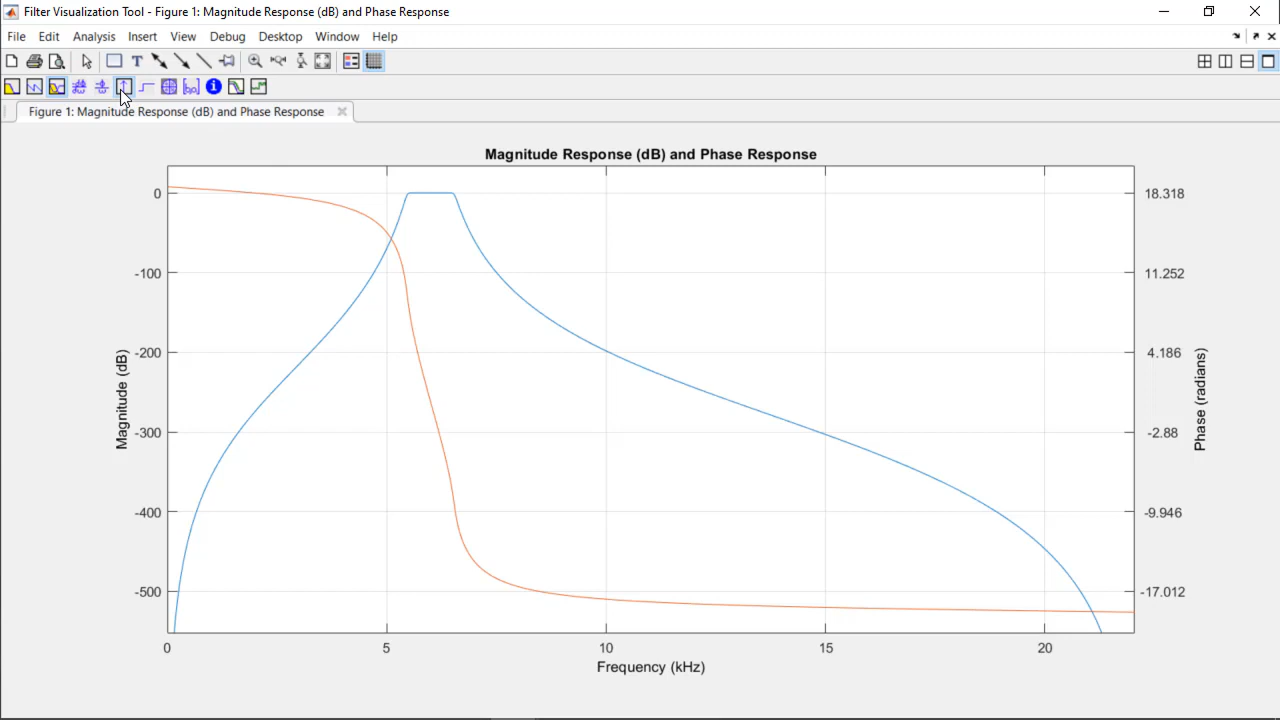 Filter Visualization Tool - Figure 1: Magnitude Response (dB) and Phase Response
File Edit Analysis Insert View Debug Desktop Window Help
Figure 1: Magnitude Response (dB) and Phase Response
Magnitude Response (dB) and Phase Response
0
-100
-200
-300
-400
-500
Magnitude (dB)
18.318
11.252
4.186
-2.88
-9.946
-17.012
Phase (radians)
0 5 10 15 20
Frequency (kHz)